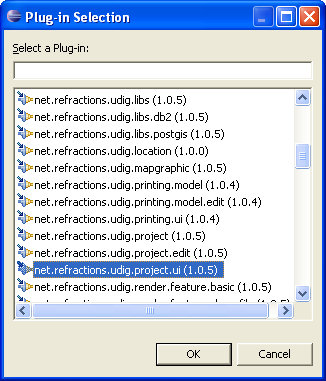 Plug-in Selection
Select a Plug-in:
net.refractions.udig.libs (1.0.5)
net.refractions.udig.libs.db2 (1.0.5)
net.refractions.udig.libs.postgis (1.0.5)
net.refractions.udig.location (1.0.0)
net.refractions.udig.mapgraphic (1.0.5)
net.refractions.udig.printing.model (1.0.4)
net.refractions.udig.printing.model.edit (1.0.4)
net.refractions.udig.printing.ui (1.0.4)
net.refractions.udig.project (1.0.5)
net.refractions.udig.project.edit (1.0.5)
net.refractions.udig.project.ui (1.0.5)
net.refractions.udig.render.feature.basic (1.0.5)
OK
Cancel